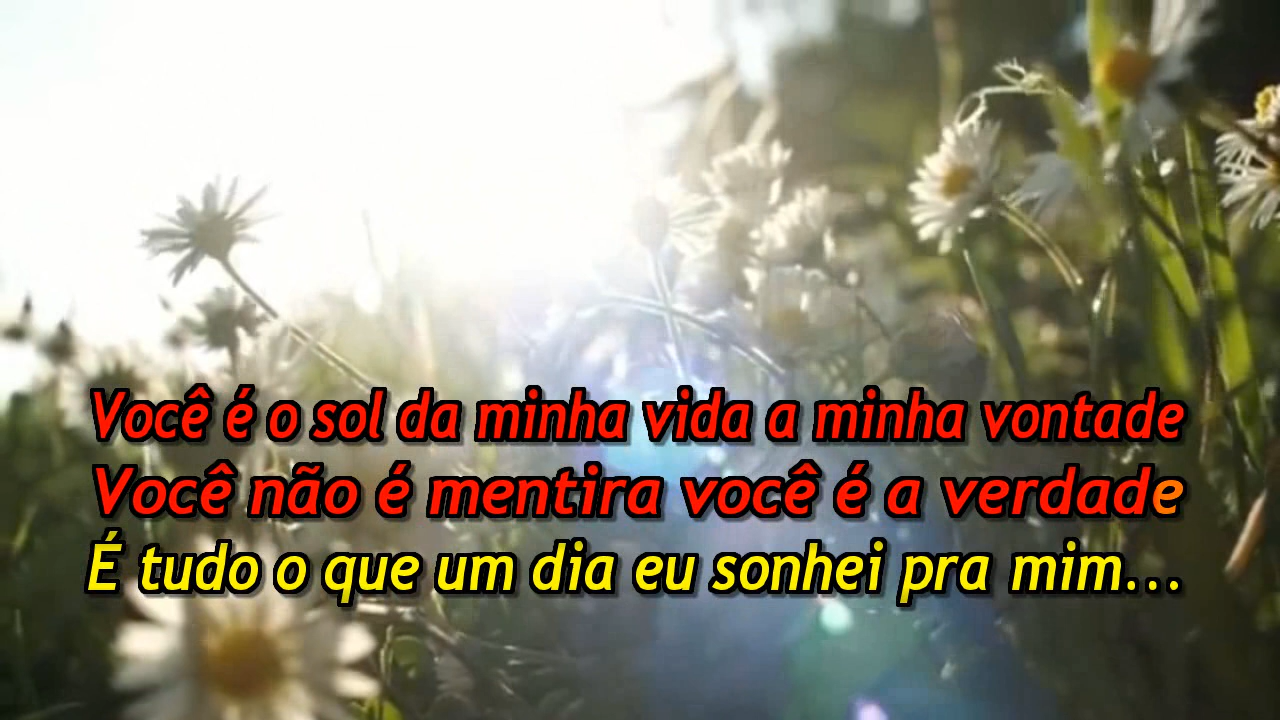 Você é o sol da minha vida a minha vontade
Você não é mentira você é a verdade
É tudo o que um dia eu sonhei pra mim...